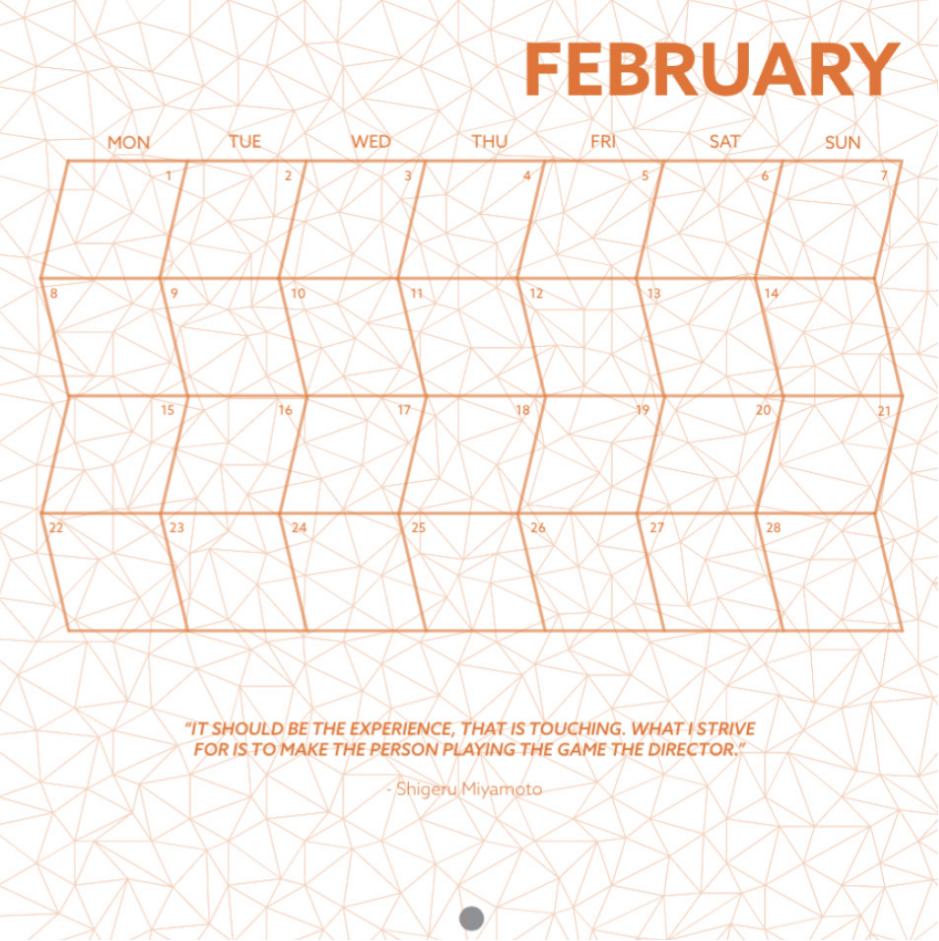 FEBRUARY
MON TUE WED THU FRI SAT SUN
1 2 3 4 5 6 7
8 9 10 11 12 13 14
15 16 17 18 19 20 21
22 23 24 25 26 27 28
“IT SHOULD BE THE EXPERIENCE, THAT IS TOUCHING. WHAT I STRIVE
FOR IS TO MAKE THE PERSON PLAYING THE GAME THE DIRECTOR.”
- Shigeru Miyamoto